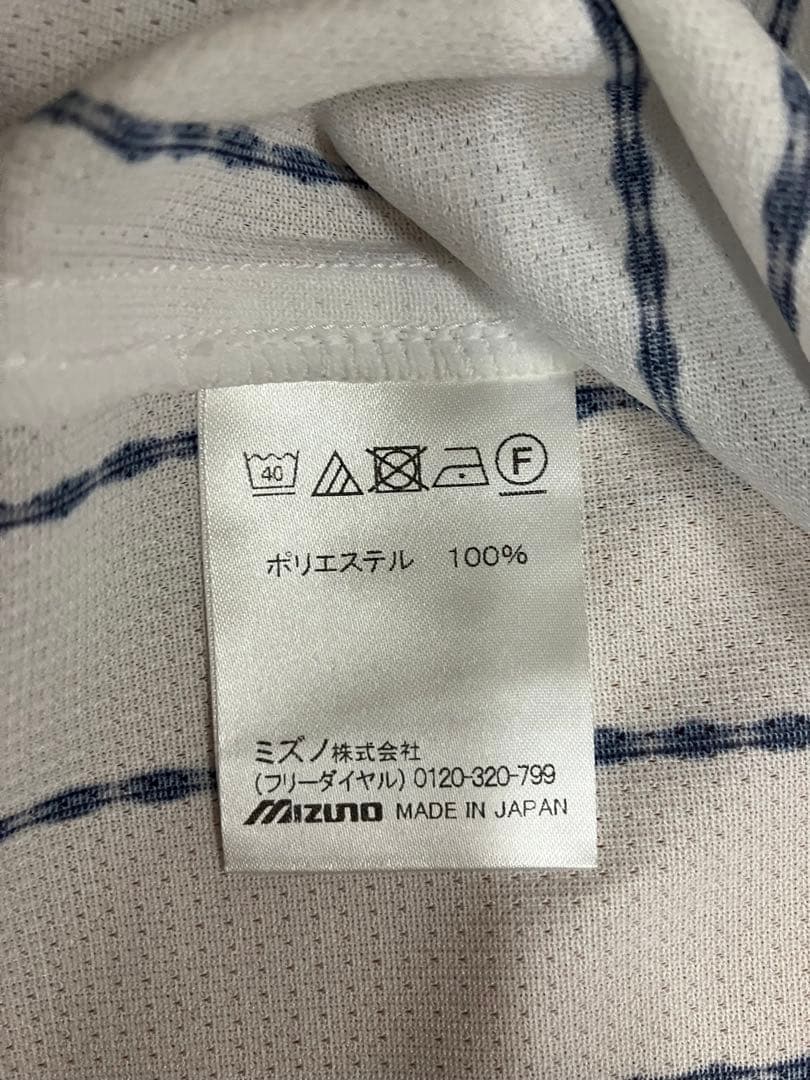 40 F
ポリエステル 100%
ミズノ株式会社
(フリーダイヤル) 0120-320-799
MIZUNO MADE IN JAPAN